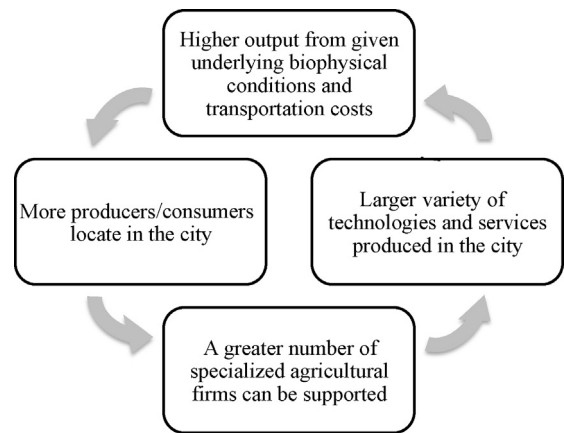 Higher output from given
underlying biophysical
conditions and
transportation costs
More producers/consumers
locate in the city
Larger variety of
technologies and services
produced in the city
A greater number of
specialized agricultural
firms can be supported